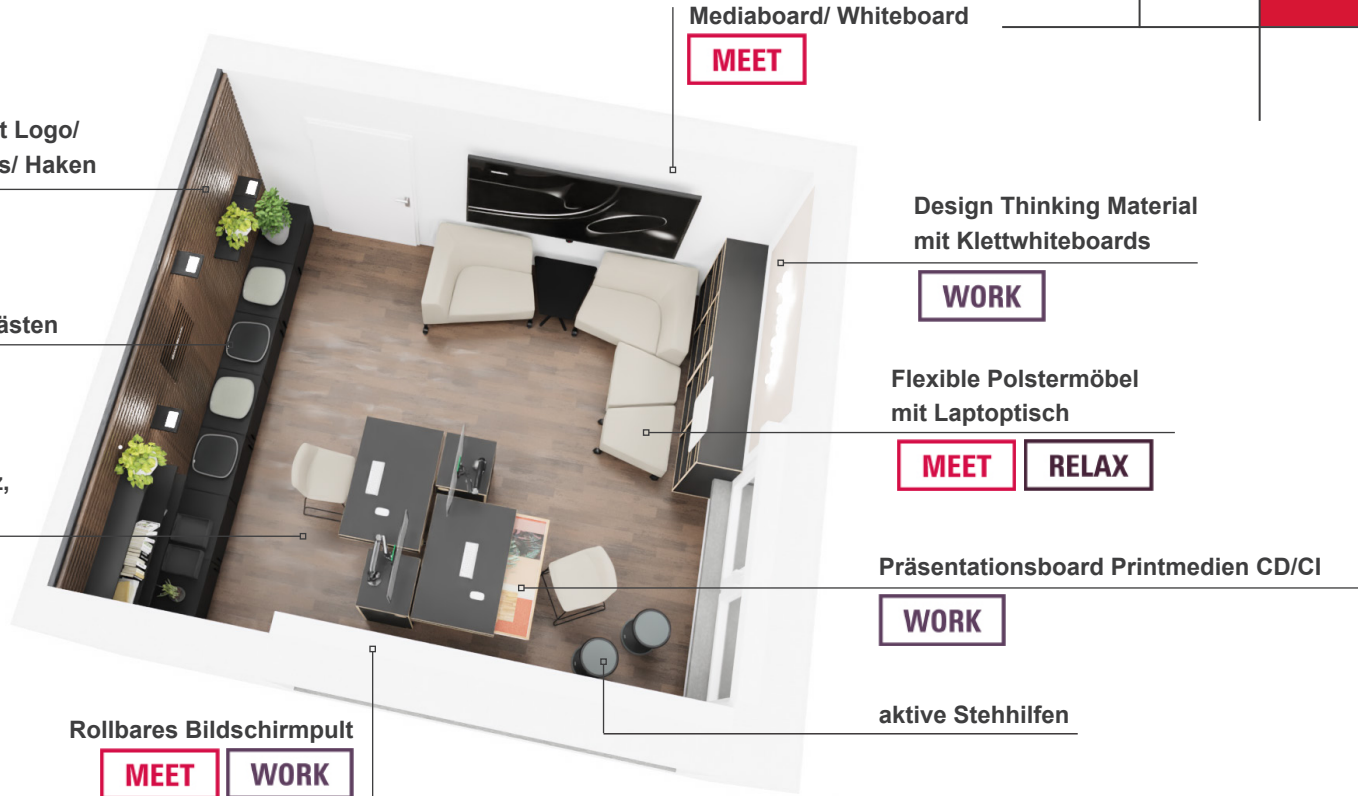 Mediaboard/ Whiteboard
MEET
t Logo/
s/ Haken
Design Thinking Material
mit Klettwhiteboards
WORK
ästen
Flexible Polstermöbel
mit Laptoptisch
MEET RELAX
z,
Präsentationsboard Printmedien CD/CI
WORK
aktive Stehhilfen
Rollbares Bildschirmpult
MEET WORK